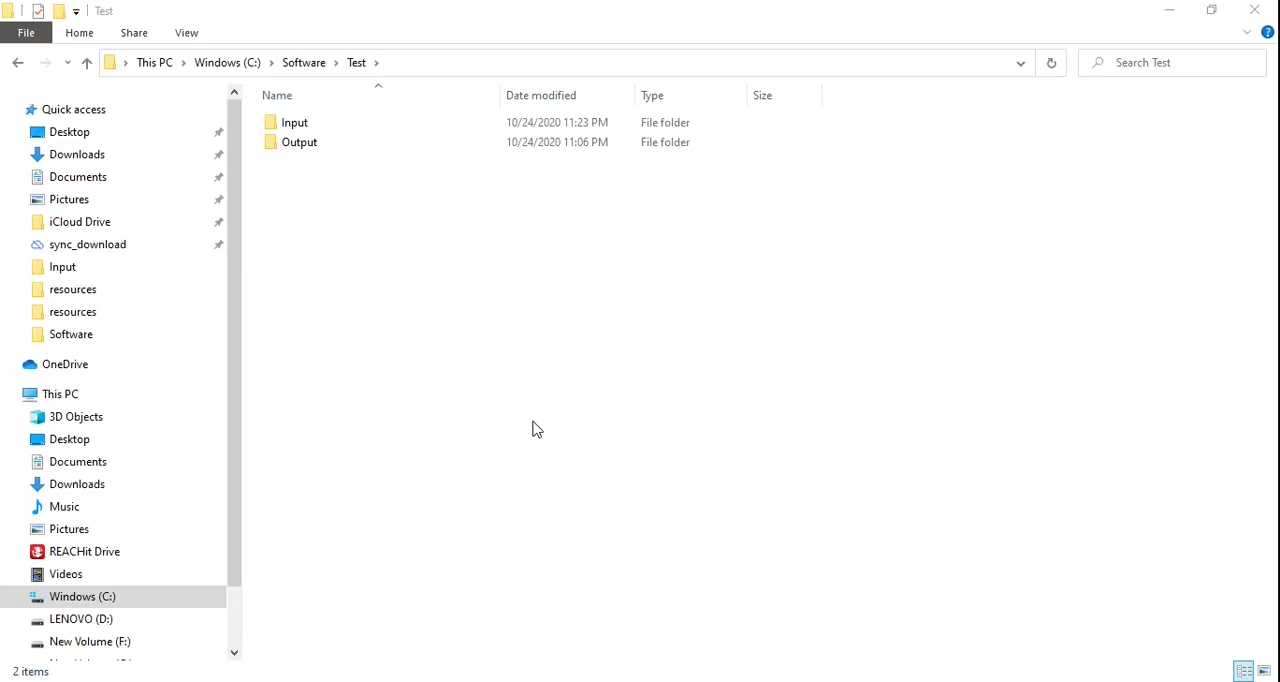 Test
File Home Share View
This PC Windows (C:) Software Test Search Test
Name Date modified Type Size
Input 10/24/2020 11:23 PM File folder
Output 10/24/2020 11:06 PM File folder
Quick access
Desktop
Downloads
Documents
Pictures
iCloud Drive
sync_download
Input
resources
resources
Software
OneDrive
This PC
3D Objects
Desktop
Documents
Downloads
Music
Pictures
REACHit Drive
Videos
Windows (C:)
LENOVO (D:)
New Volume (F:)
2 items